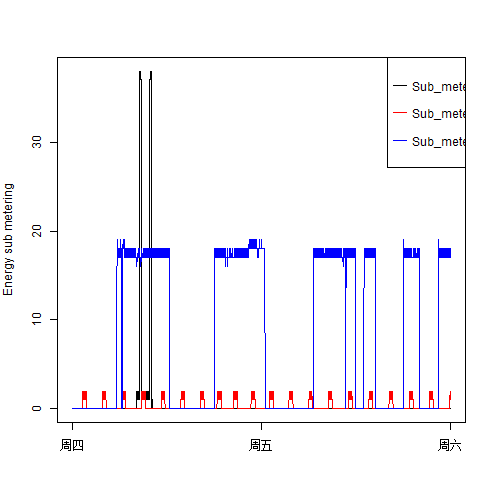 Energy sub metering
30
20
10
0
Sub_mete
Sub_mete
Sub_mete
周四 周五 周六